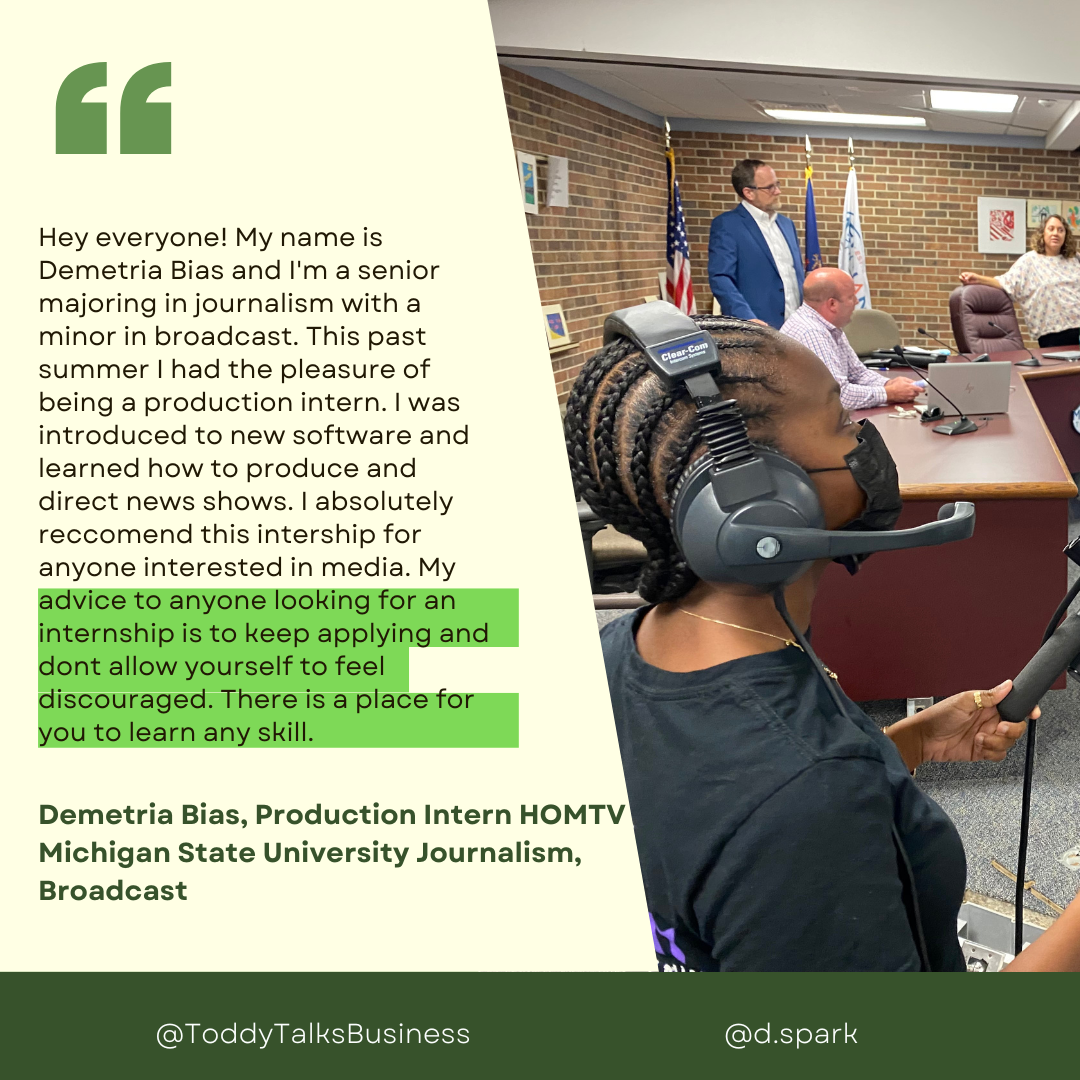 Hey everyone! My name is
Demetria Bias and I'm a senior
majoring in journalism with a
minor in broadcast. This past
summer I had the pleasure of
being a production intern. I was
introduced to new software and
learned how to produce and
direct news shows. I absolutely
reccomend this intership for
anyone interested in media. My
advice to anyone looking for an
internship is to keep applying and
dont allow yourself to feel
discouraged. There is a place for
you to learn any skill.
Demetria Bias, Production Intern HOMTV
Michigan State University Journalism,
Broadcast
Clear-Com
Intercom Systems
hp
@ToddyTalksBusiness
@d.spark